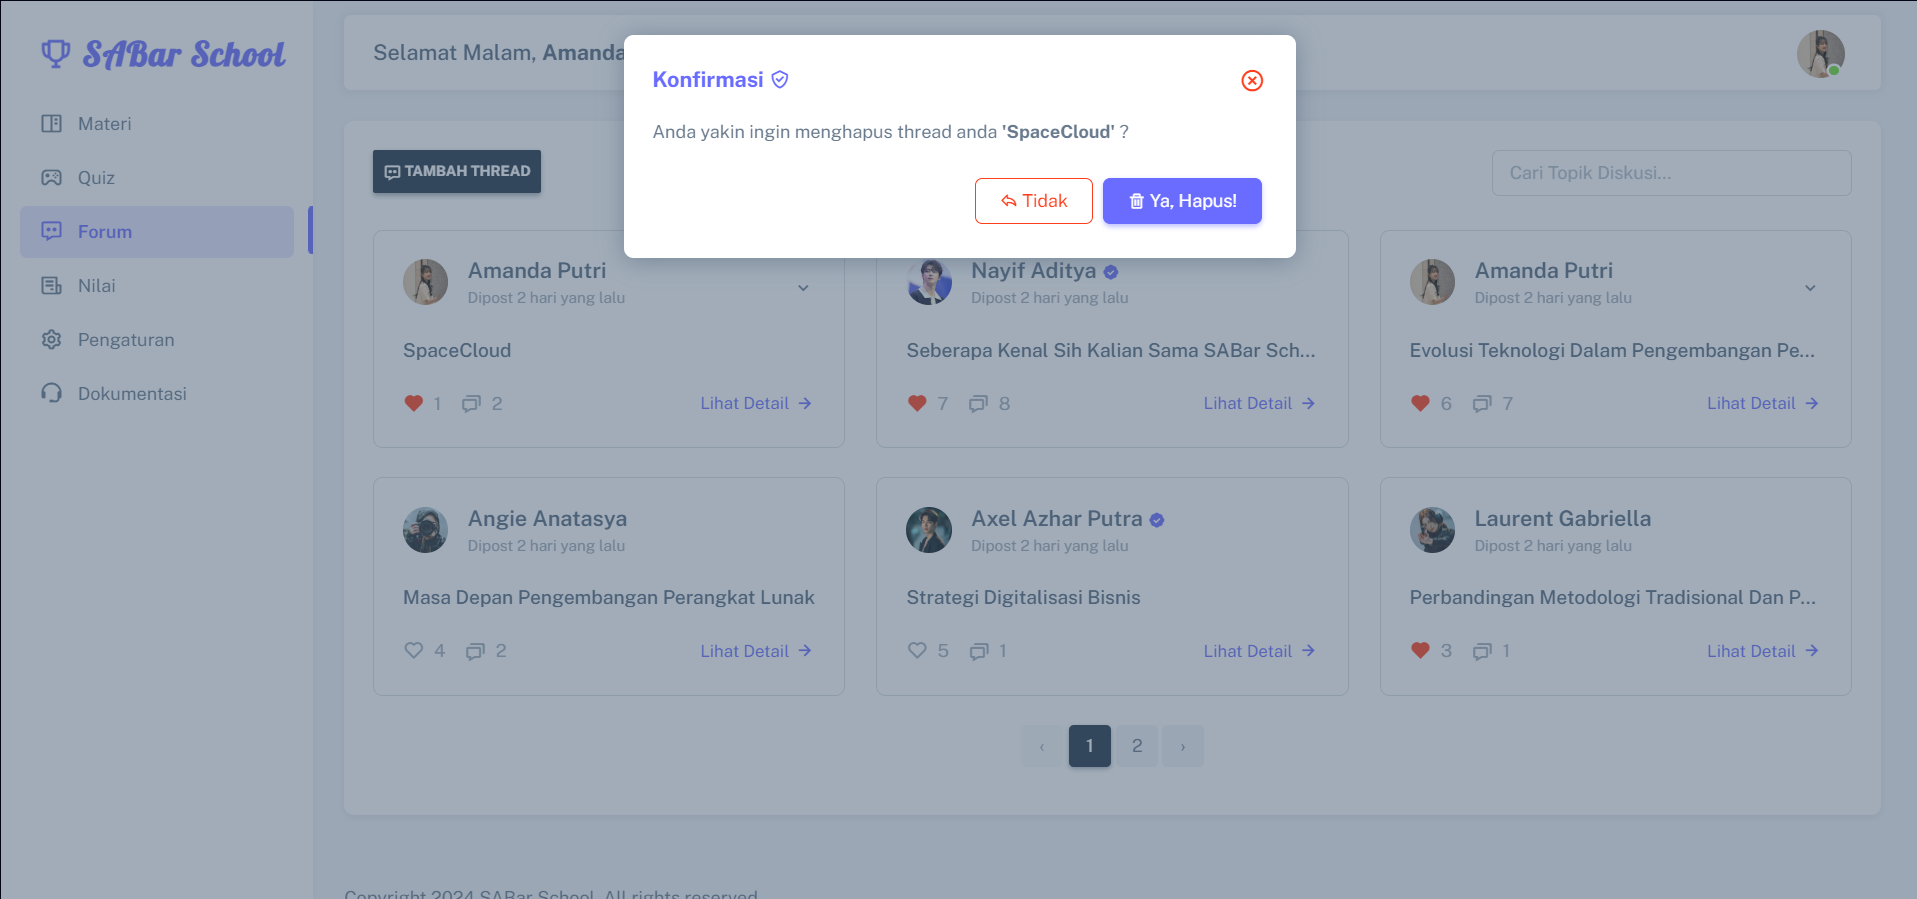 SABar School
Materi
Quiz
Forum
Nilai
Pengaturan
Dokumentasi
Selamat Malam, Amanda
Konfirmasi
Anda yakin ingin menghapus thread anda 'SpaceCloud' ?
Tidak
Ya, Hapus!
TAMBAH THREAD
Cari Topik Diskusi...
Amanda Putri
Dipost 2 hari yang lalu
SpaceCloud
1 2
Lihat Detail
Nayif Aditya
Dipost 2 hari yang lalu
Seberapa Kenal Sih Kalian Sama SABar Sch...
7 8
Lihat Detail
Amanda Putri
Dipost 2 hari yang lalu
Evolusi Teknologi Dalam Pengembangan Pe...
6 7
Lihat Detail
Angie Anatasya
Dipost 2 hari yang lalu
Masa Depan Pengembangan Perangkat Lunak
4 2
Lihat Detail
Axel Azhar Putra
Dipost 2 hari yang lalu
Strategi Digitalisasi Bisnis
5 1
Lihat Detail
Laurent Gabriella
Dipost 2 hari yang lalu
Perbandingan Metodologi Tradisional Dan P...
3 1
Lihat Detail
‹ 1 2 ›
Copyright 2024 SABar School. All rights reserved